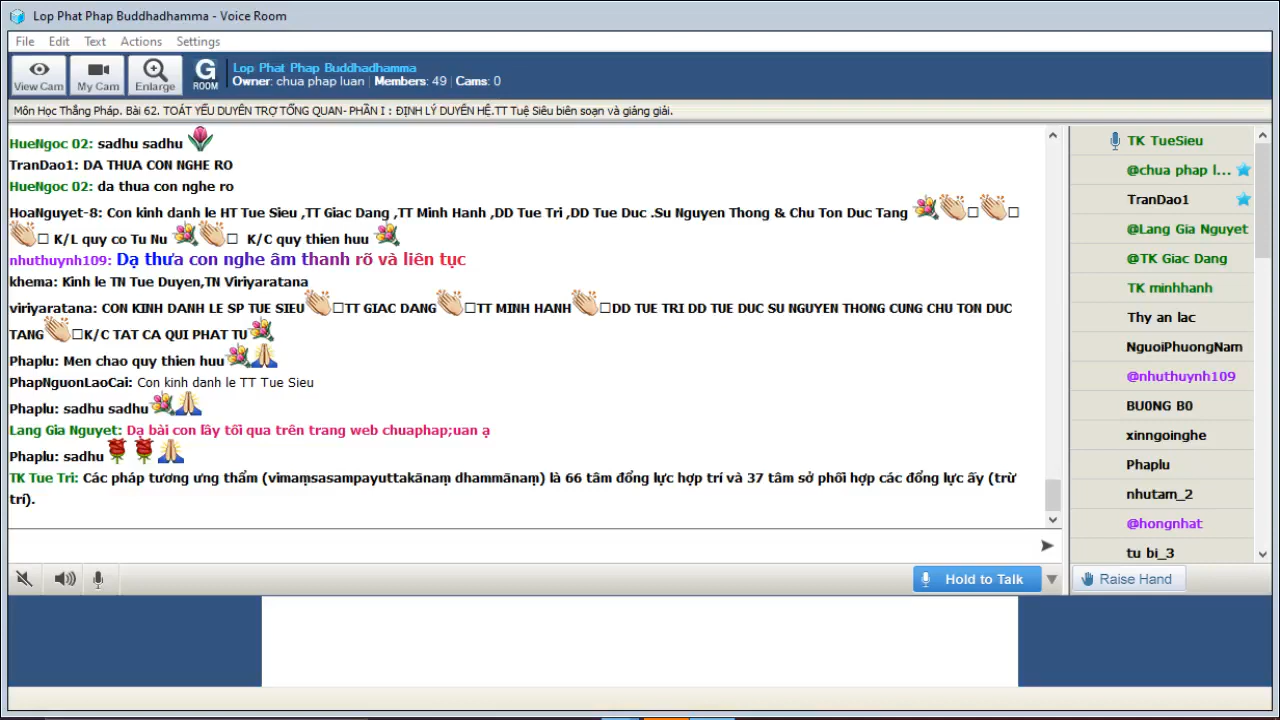 Lop Phat Phap Buddhadhamma - Voice Room
File Edit Text Actions Settings
View Cam My Cam Enlarge G ROOM
Lop Phat Phap Buddhadhamma
Owner: chua phap luan | Members: 49 | Cams: 0
Môn Học Thắng Pháp. Bài 62. TOÁT YẾU DUYÊN TRỢ TỔNG QUAN- PHẦN I : ĐỊNH LÝ DUYÊN HỆ.TT Tuệ Siêu biên soạn và giảng giải.
HueNgoc 02: sadhu sadhu
TranDao1: DA THUA CON NGHE RO
HueNgoc 02: da thua con nghe ro
HoaNguyet-8: Con kinh danh le HT Tue Sieu ,TT Giac Dang ,TT Minh Hanh ,DD Tue Tri ,DD Tue Duc .Su Nguyen Thong & Chu Ton Duc Tang
K/L quy co Tu Nu K/C quy thien huu
nhuthuynh109: Dạ thưa con nghe âm thanh rõ và liên tục
khema: Kinh le TN Tue Duyen,TN Viriyaratana
viriyaratana: CON KINH DANH LE SP TUE SIEU TT GIAC DANG TT MINH HANH DD TUE TRI DD TUE DUC SU NGUYEN THONG CUNG CHU TON DUC
TANG K/C TAT CA QUI PHAT TU
Phaplu: Men chao quy thien huu
PhapNguonLaoCai: Con kinh danh le TT Tue Sieu
Phaplu: sadhu sadhu
Lang Gia Nguyet: Dạ bài con lấy tối qua trên trang web chuaphap;uan ạ
Phaplu: sadhu
TK Tue Tri: Các pháp tương ưng thẩm (vimaṃsasampayuttakānaṃ dhammānaṃ) là 66 tâm đổng lực hợp trí và 37 tâm sở phối hợp các đổng lực ấy (trừ
trí).
Hold to Talk
TK TueSieu
@chua phap l...
TranDao1
@Lang Gia Nguyet
@TK Giac Dang
TK minhhanh
Thy an lac
NguoiPhuongNam
@nhuthuynh109
BU0NG B0
xinngoinghe
Phaplu
nhutam_2
@hongnhat
tu bi_3
Raise Hand